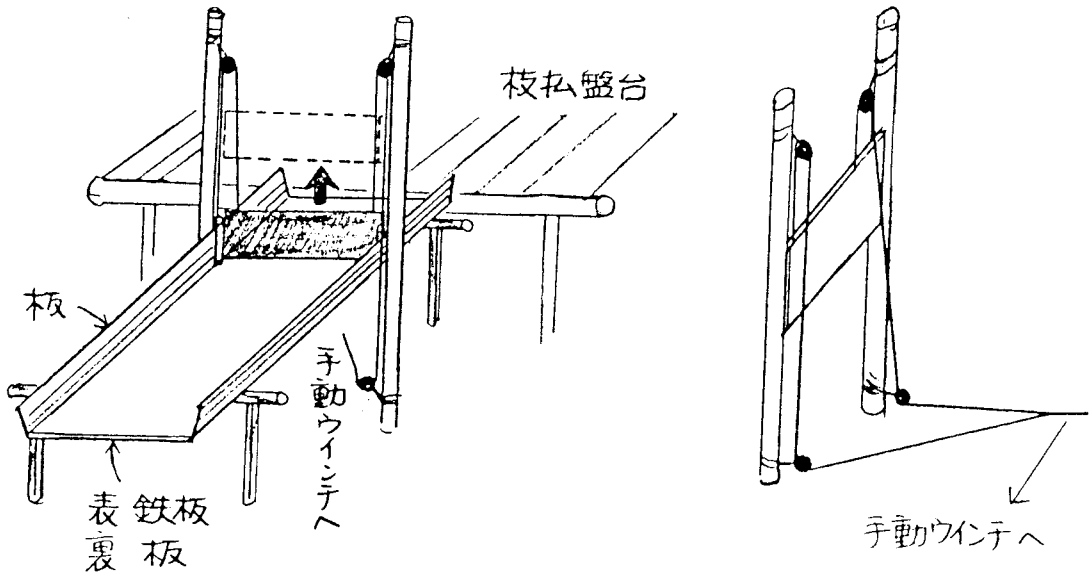 枝払盤台
板
手動ウインチへ
表 鉄板
裏 板
手動ウインチへ